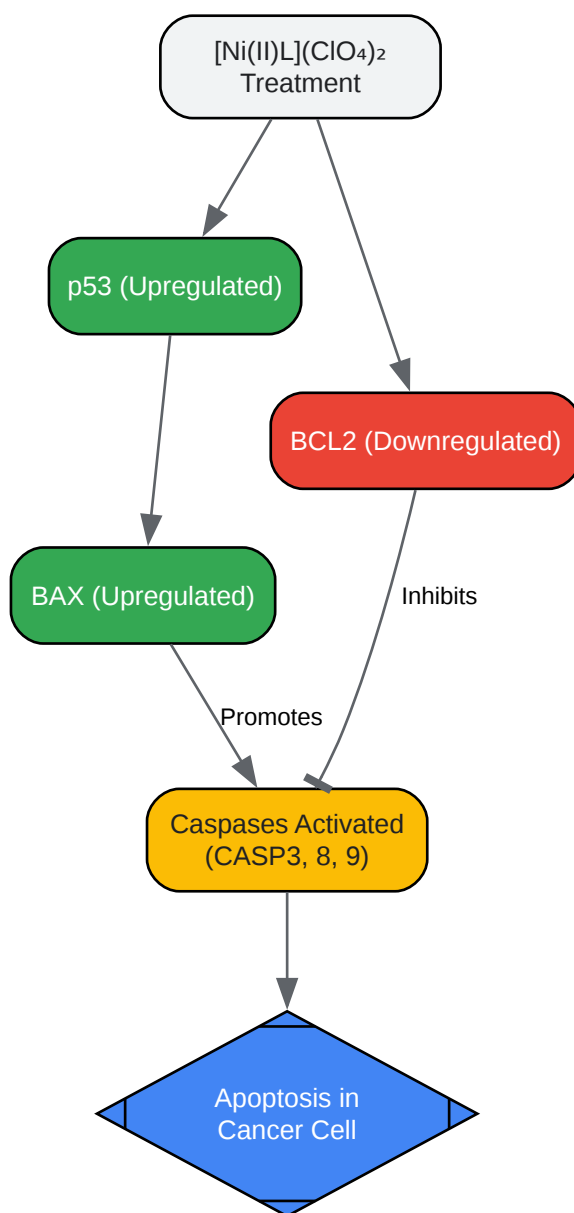 [Ni(II)L](ClO₄)₂
Treatment
p53 (Upregulated)
BCL2 (Downregulated)
BAX (Upregulated)
Inhibits
Promotes
Caspases Activated
(CASP3, 8, 9)
Apoptosis in
Cancer Cell